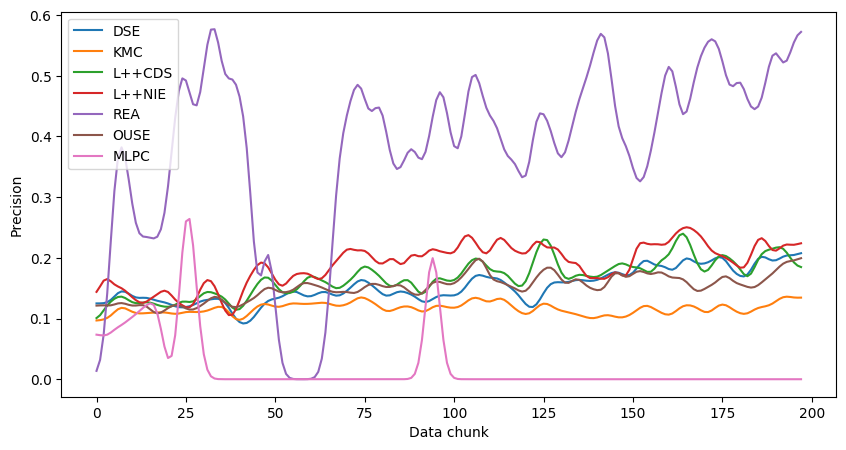 0.6
0.5
0.4
0.3
0.2
0.1
0.0
Precision
DSE
KMC
L++CDS
L++NIE
REA
OUSE
MLPC
0 25 50 75 100 125 150 175 200
Data chunk